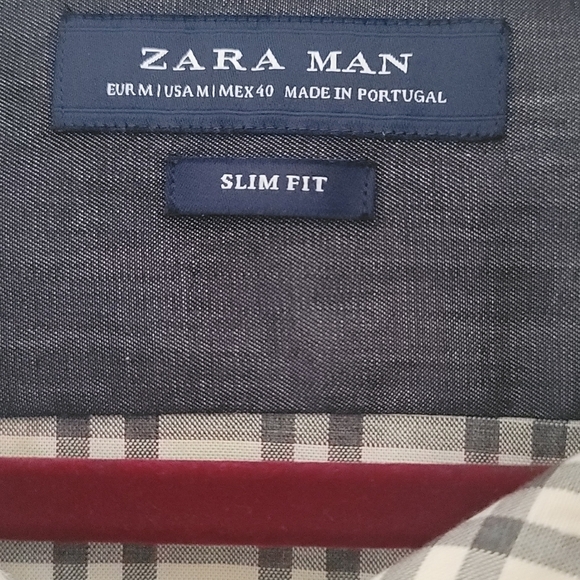 ZARA MAN
EUR M | USA M | MEX 40 MADE IN PORTUGAL
SLIM FIT